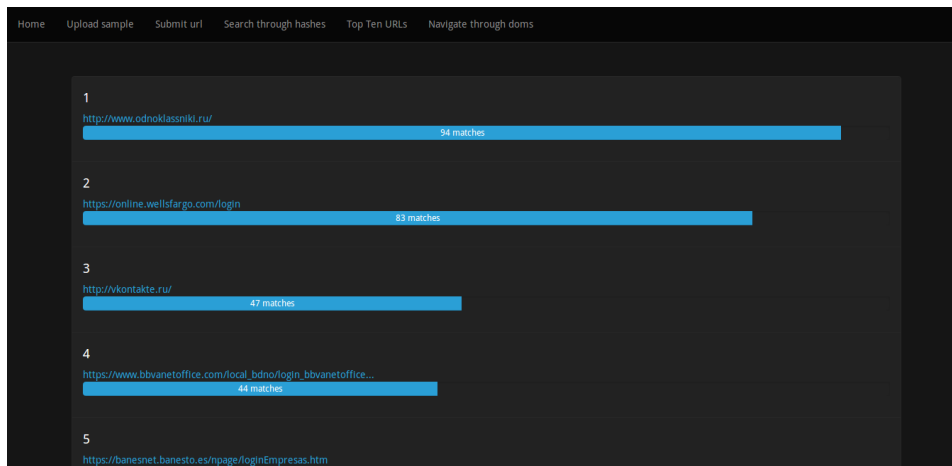 Home Upload sample Submit url Search through hashes Top Ten URLs Navigate through doms
1
http://www.odnoklassniki.ru/
94 matches
2
https://online.wellsfargo.com/login
83 matches
3
http://vkontakte.ru/
47 matches
4
https://www.bbvanetoffice.com/local_bdno/login_bbvanetoffice...
44 matches
5
https://banesnet.banesto.es/npage/loginEmpresas.htm